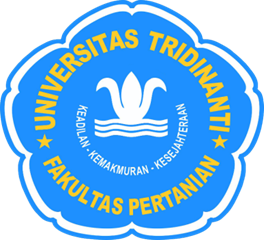 UNIVERSITAS TRIDINANTI
KEADILAN - KEMAKMURAN - KESEJAHTERAAN
FAKULTAS PERTANIAN